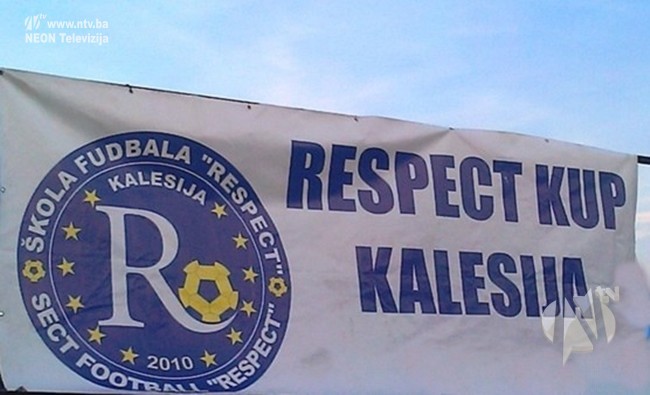 www.ntv.ba
NEON Televizija
ŠKOLA FUDBALA "RESPECT"
KALESIJA
R
2010
SECT FOOTBALL "RESPECT"
RESPECT KUP
KALESIJA